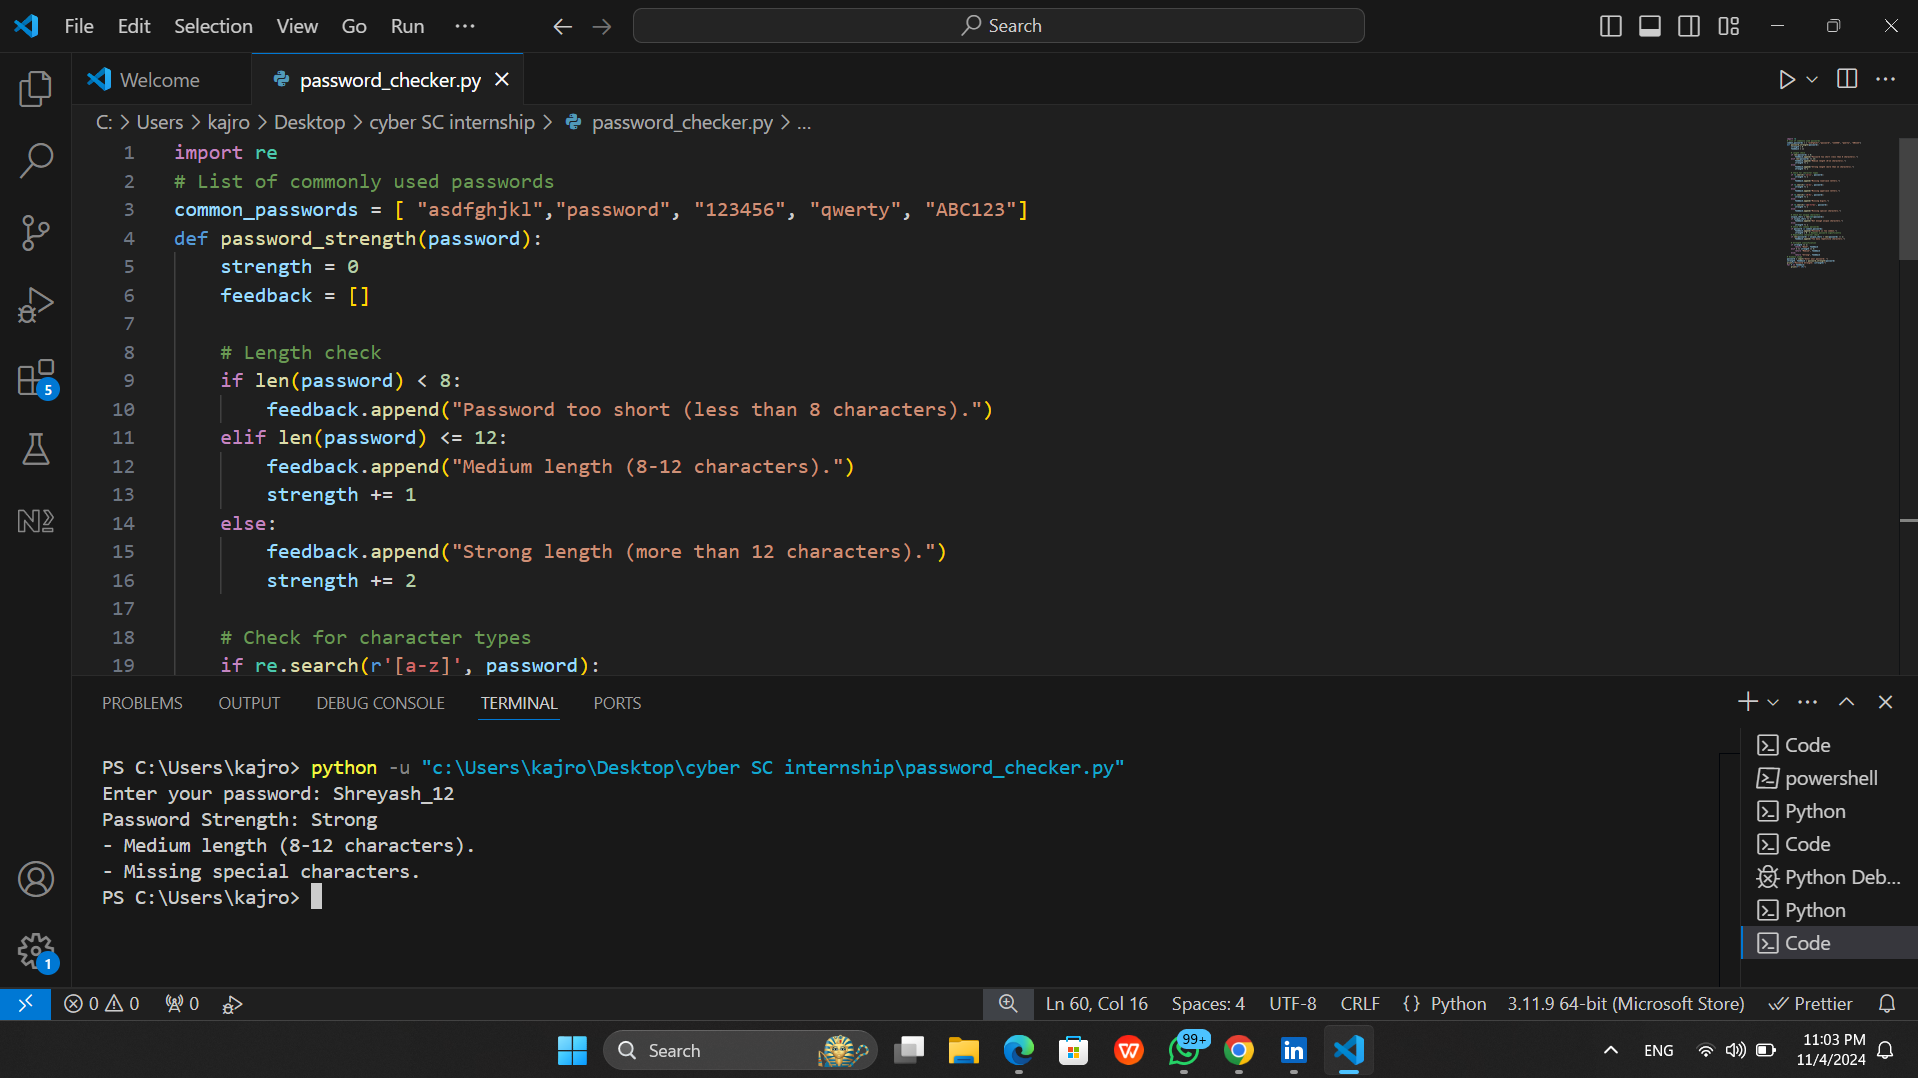 File Edit Selection View Go Run ···
Search
Welcome
password_checker.py
C: > Users > kajro > Desktop > cyber SC internship > password_checker.py > ...
1 import re
2 # List of commonly used passwords
3 common_passwords = [ "asdfghjkl","password", "123456", "qwerty", "ABC123"]
4 def password_strength(password):
5 strength = 0
6 feedback = []
7
8 # Length check
9 if len(password) < 8:
10 feedback.append("Password too short (less than 8 characters).")
11 elif len(password) <= 12:
12 feedback.append("Medium length (8-12 characters).")
13 strength += 1
14 else:
15 feedback.append("Strong length (more than 12 characters).")
16 strength += 2
17
18 # Check for character types
19 if re.search(r'[a-z]', password):
5
1
PROBLEMS OUTPUT DEBUG CONSOLE TERMINAL PORTS
PS C:\Users\kajro> python -u "c:\Users\kajro\Desktop\cyber SC internship\password_checker.py"
Enter your password: Shreyash_12
Password Strength: Strong
- Medium length (8-12 characters).
- Missing special characters.
PS C:\Users\kajro>
Code
powershell
Python
Code
Python Deb...
Python
Code
0 0 0
Ln 60, Col 16 Spaces: 4 UTF-8 CRLF {} Python 3.11.9 64-bit (Microsoft Store) Prettier
Search
99+
ENG
11:03 PM
11/4/2024